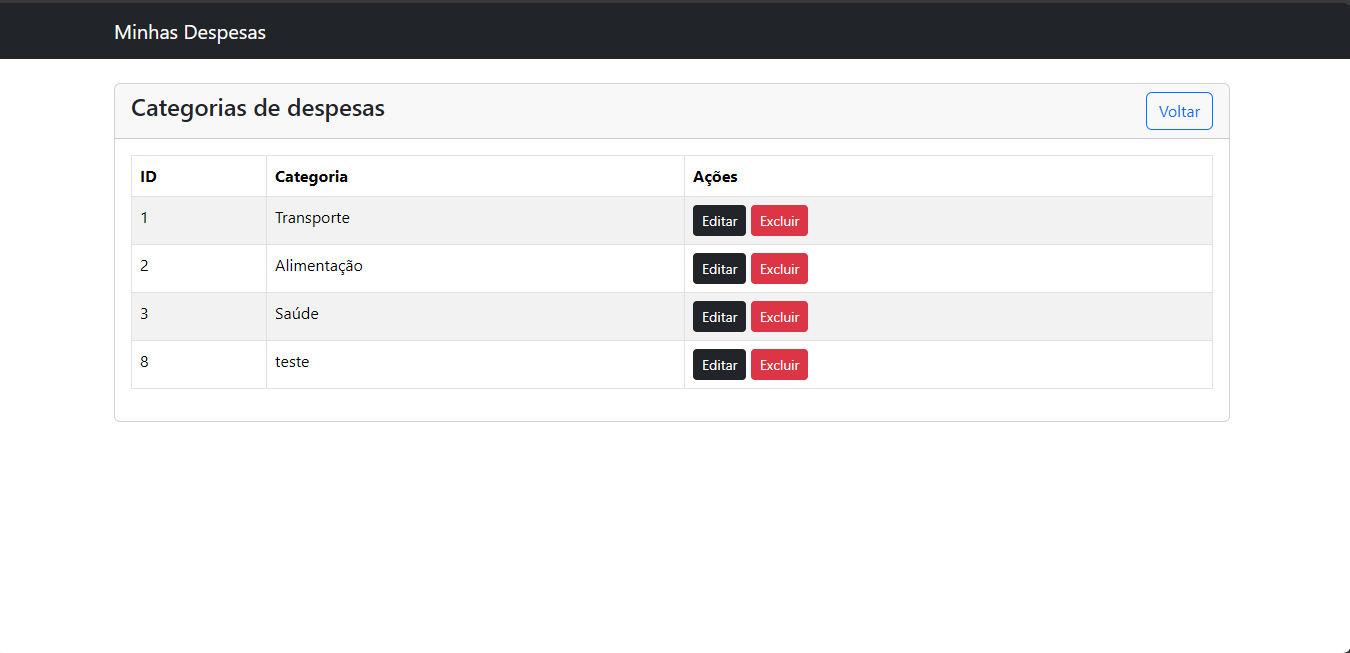 Minhas Despesas
Categorias de despesas Voltar
ID Categoria Ações
1 Transporte Editar Excluir
2 Alimentação Editar Excluir
3 Saúde Editar Excluir
8 teste Editar Excluir